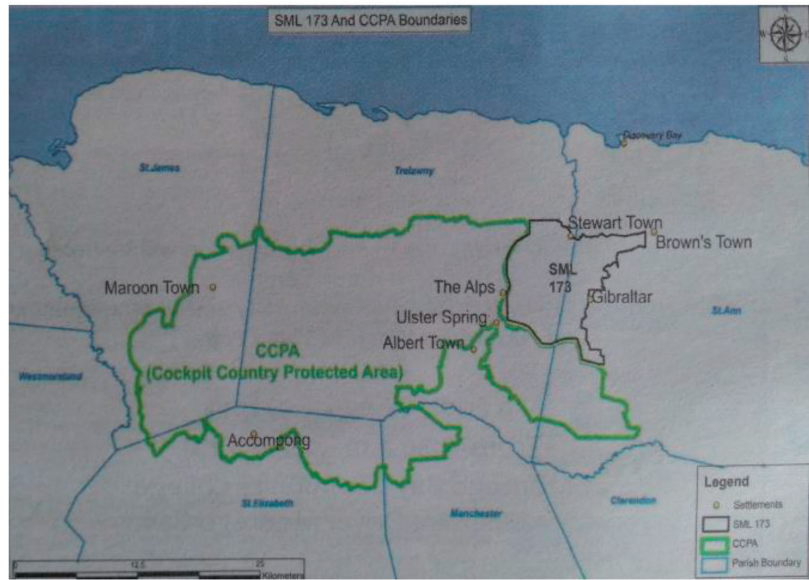 SML 173 And CCPA Boundaries
Discovery Bay
St.James
Trelawny
Stewart Town
Brown's Town
SML
173
Maroon Town
The Alps
Gibraltar
Ulster Spring
St.Ann
Albert Town
CCPA
(Cockpit Country Protected Area)
Westmoreland
Accompong
St.Elizabeth
Manchester
Clarendon
Legend
Settlements
SML 173
CCPA
Parish Boundary
0 12.5 25
Kilometers